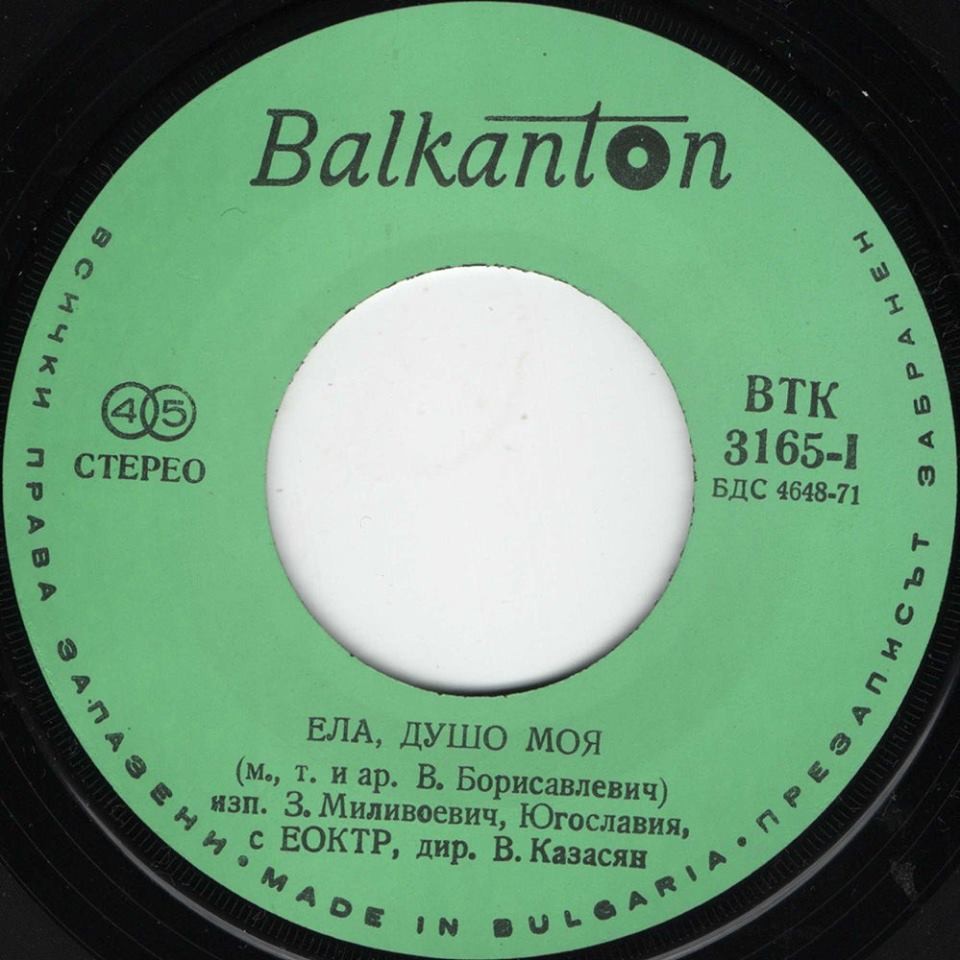 Balkanton
45
СТЕРЕО
ВТК
3165-I
БДС 4648-71
ЕЛА, ДУШО МОЯ
(м., т. и ар. В. Борисавлевич)
изп. З. Миливоевич, Югославия,
с ЕОКТР, дир. В. Казасян
ВСИЧКИ ПРАВА ЗАПАЗЕНИ • MADE IN BULGARIA • ПРЕЗАПИСЪТ ЗАБРАНЕН